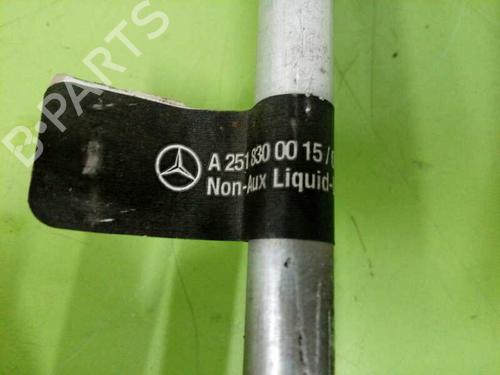 B-PARTS
A 251 830 00 15 /
Non-Aux Liquid-